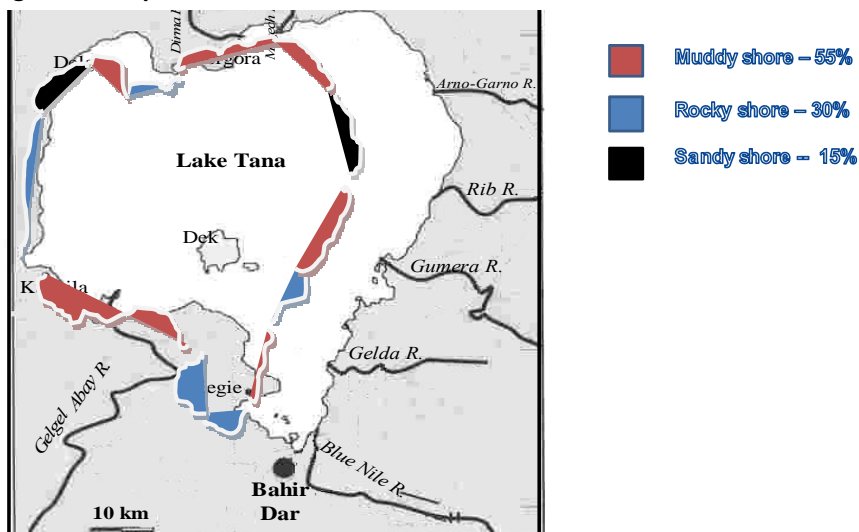 Muddy shore – 55%
Arno-Garno R.
Rocky shore – 30%
Lake Tana
Sandy shore -- 15%
Rib R.
Dek
Gumera R.
Gelda R.
egie
Gelgel Abay R.
Blue Nile R.
Bahir
Dar
10 km